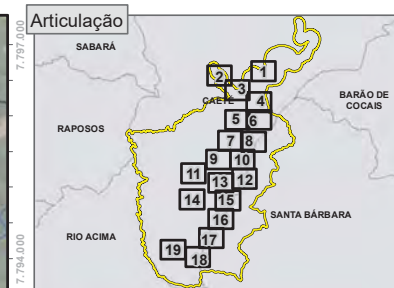 Articulação
7.797.000
SABARÁ
2
1
3
CAETÉ
4
BARÃO DE
COCAIS
5
6
RAPOSOS
7
8
9
10
11
13
12
14
15
SANTA BÁRBARA
16
RIO ACIMA
17
19
18
7.794.000